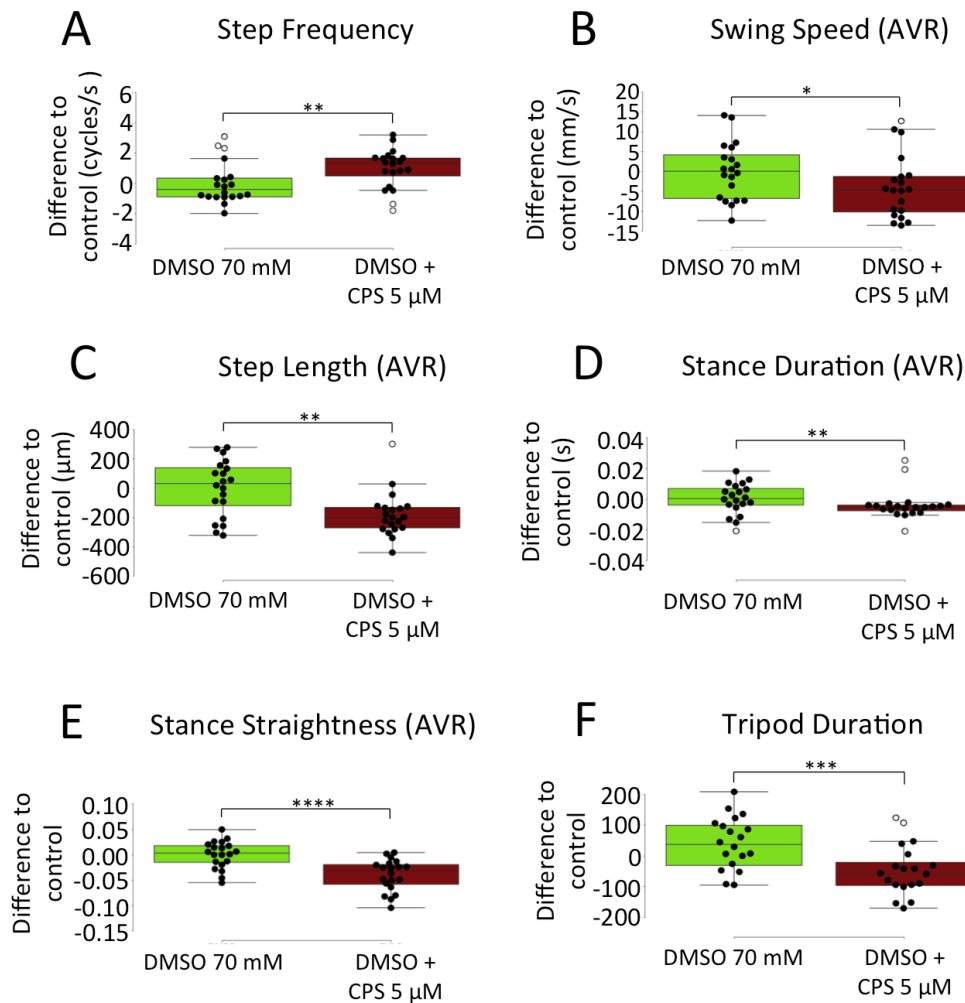 A
Step Frequency
Difference to
control (cycles/s)
6
4
2
0
-2
-4
**
DMSO 70 mM
DMSO +
CPS 5 µM
B
Swing Speed (AVR)
Difference to
control (mm/s)
20
15
10
5
0
-5
-10
-15
*
DMSO 70 mM
DMSO +
CPS 5 µM
C
Step Length (AVR)
Difference to
control (µm)
400
200
0
-200
-400
-600
**
DMSO 70 mM
DMSO +
CPS 5 µM
D
Stance Duration (AVR)
Difference to
control (s)
0.04
0.02
0.00
-0.02
-0.04
**
DMSO 70 mM
DMSO +
CPS 5 µM
E
Stance Straightness (AVR)
Difference to
control
0.10
0.05
0.00
-0.05
-0.10
-0.15
****
DMSO 70 mM
DMSO +
CPS 5 µM
F
Tripod Duration
Difference to
control
200
100
0
-100
-200
***
DMSO 70 mM
DMSO +
CPS 5 µM